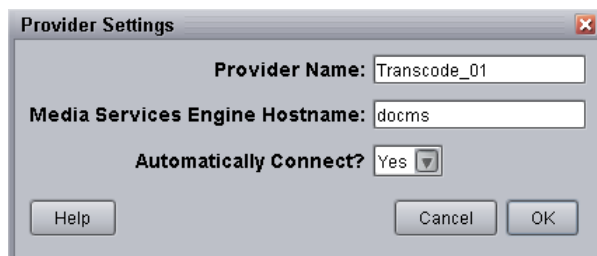 Provider Settings
Provider Name: Transcode_01
Media Services Engine Hostname: docms
Automatically Connect? Yes
Help Cancel OK